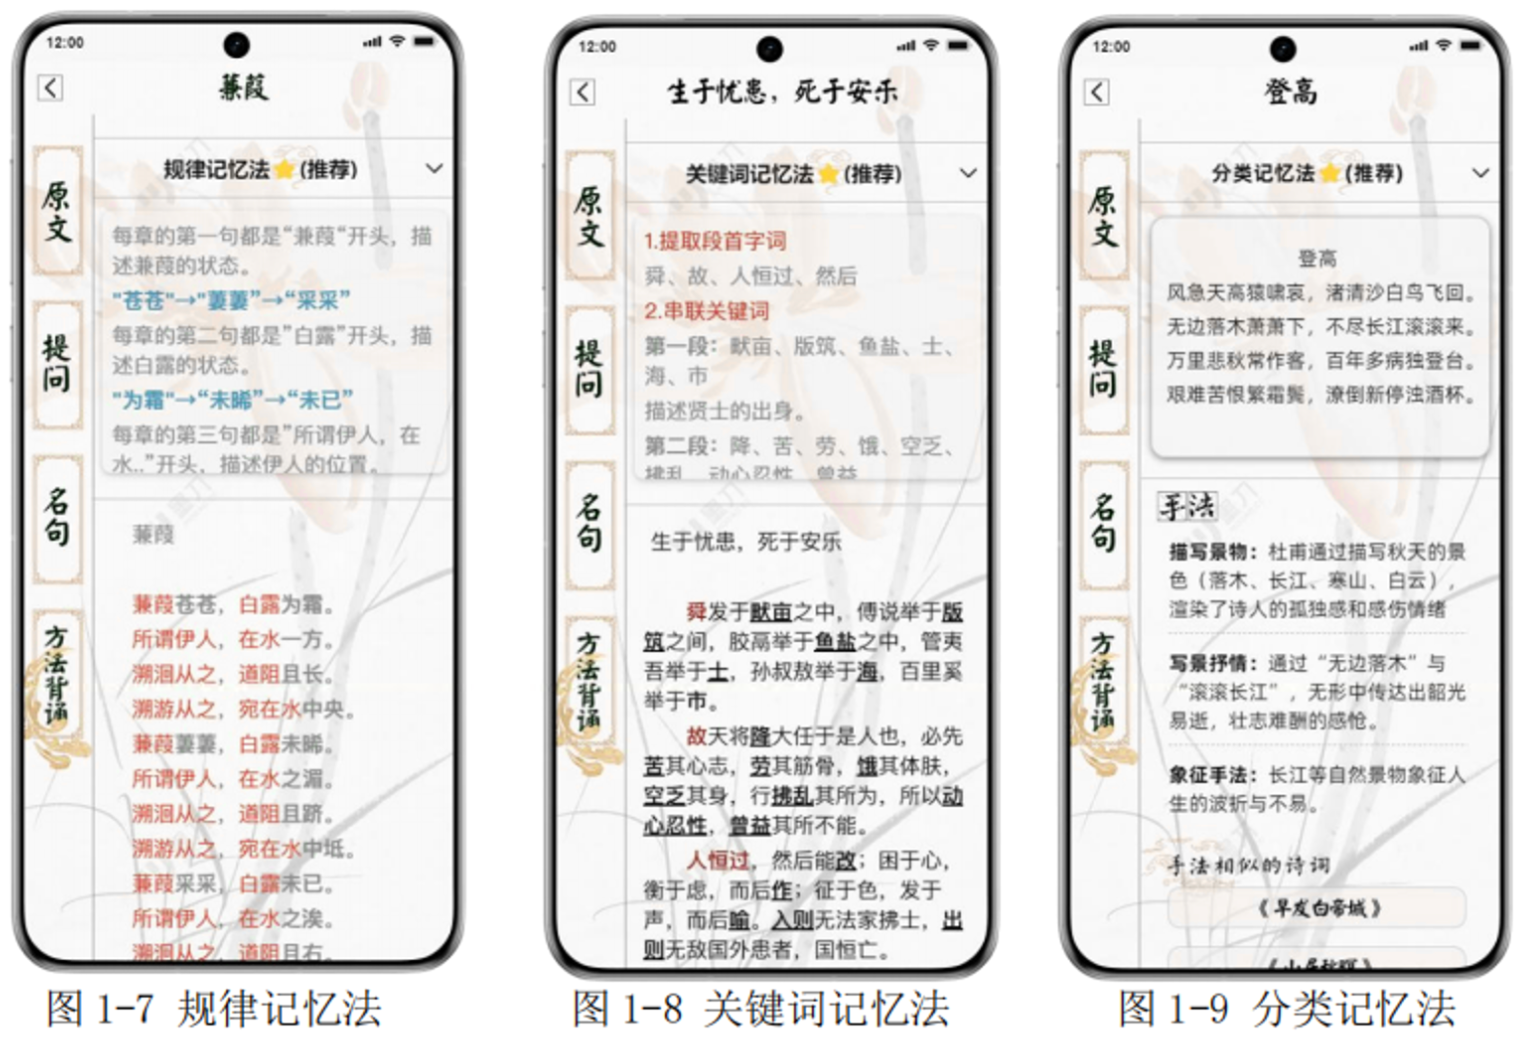 12:00
蒹葭
原文
提问
名句
方法背诵
规律记忆法⭐(推荐)
每章的第一句都是“兼葭“开头，描
述兼葭的状态。
"苍苍"→"萋萋”→“采采”
每章的第二句都是”白露“开头，描
述白露的状态。
"为霜"→“未晞”→“未已”
每章的第三句都是”所谓伊人，在
水..”开头，描述伊人的位置。
蒹葭
蒹葭苍苍，白露为霜。
所谓伊人，在水一方。
溯洄从之，道阻且长。
溯游从之，宛在水中央。
蒹葭萋萋，白露未晞。
所谓伊人，在水之湄。
溯洄从之，道阻且跻。
溯游从之，宛在水中坻。
蒹葭采采，白露未已。
所谓伊人，在水之涘。
溯洄从之，道阻且右。
图 1-7 规律记忆法
12:00
生于忧患，死于安乐
原文
提问
名句
方法背诵
关键词记忆法⭐(推荐)
1.提取段首字词
舜、故、人恒过、然后
2.串联关键词
第一段：畎亩、版筑、鱼盐、士、
海、市
描述贤士的出身。
第二段：降、苦、劳、饿、空乏、
拂乱、动心忍性、曾益
生于忧患，死于安乐
舜发于畎亩之中，傅说举于版
筑之间，胶鬲举于鱼盐之中，管夷
吾举于士，孙叔敖举于海，百里奚
举于市。
故天将降大任于是人也，必先
苦其心志，劳其筋骨，饿其体肤，
空乏其身，行拂乱其所为，所以动
心忍性，曾益其所不能。
人恒过，然后能改；困于心，
衡于虑，而后作；征于色，发于
声，而后喻。入则无法家拂士，出
则无敌国外患者，国恒亡。
图 1-8 关键词记忆法
12:00
登高
原文
提问
名句
方法背诵
分类记忆法⭐(推荐)
登高
风急天高猿啸哀，渚清沙白鸟飞回。
无边落木萧萧下，不尽长江滚滚来。
万里悲秋常作客，百年多病独登台。
艰难苦恨繁霜鬓，潦倒新停浊酒杯。
手法
描写景物：杜甫通过描写秋天的景
色（落木、长江、寒山、白云），
渲染了诗人的孤独感和感伤情绪
写景抒情：通过“无边落木”与
“滚滚长江”，无形中传达出韶光
易逝，壮志难酬的感怆。
象征手法：长江等自然景物象征人
生的波折与不易。
手法相似的诗词
《早发白帝城》
《山居秋暝》
图 1-9 分类记忆法